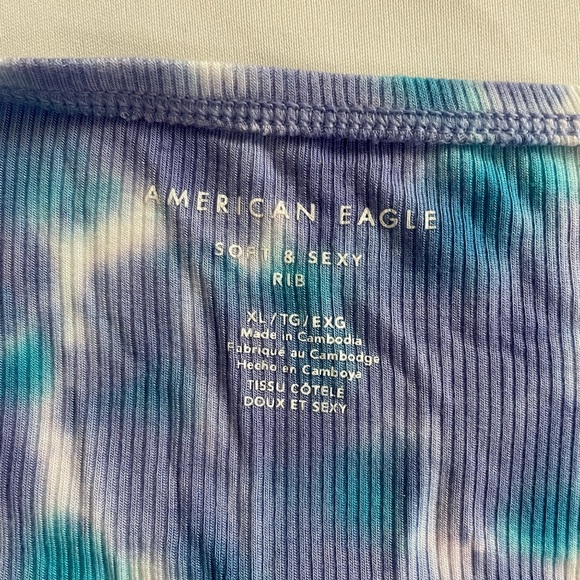 AMERICAN EAGLE
SOFT & SEXY
RIB
XL/TG/EXG
Made in Cambodia
Fabriqué au Cambodge
Hecho en Camboya
TISSU CÔTELÉ
DOUX ET SEXY